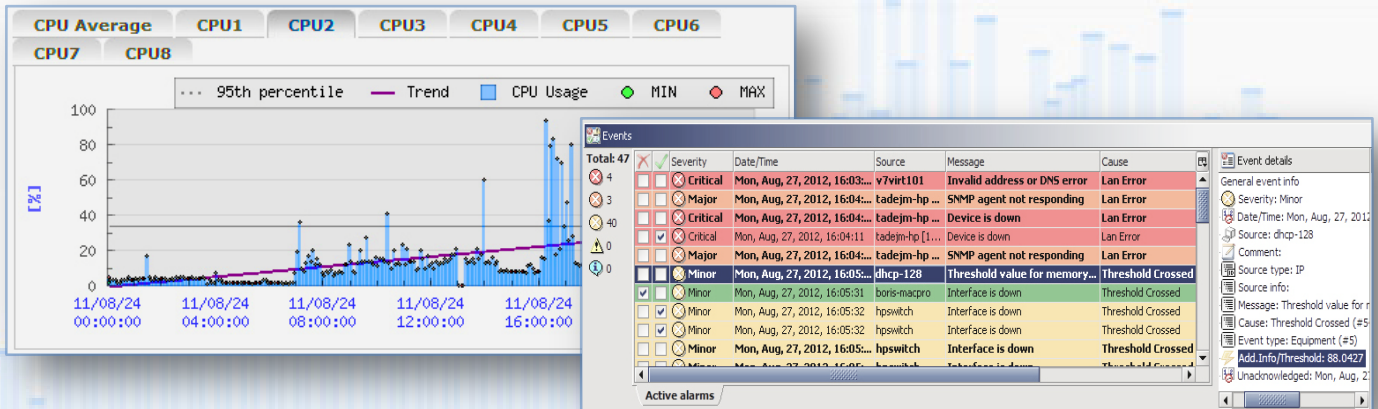 CPU Average CPU1 CPU2 CPU3 CPU4 CPU5 CPU6
CPU7 CPU8
95th percentile Trend CPU Usage MIN MAX
100
80
60
40
20
0
[%]
11/08/24 11/08/24 11/08/24 11/08/24 11/08/24
00:00:00 04:00:00 08:00:00 12:00:00 16:00:00
Events
Total: 47
4
3
40
0
0
Severity Date/Time Source Message Cause
Critical Mon, Aug, 27, 2012, 16:03:... v7virt101 Invalid address or DNS error Lan Error
Major Mon, Aug, 27, 2012, 16:04:... tadejm-hp ... SNMP agent not responding Lan Error
Critical Mon, Aug, 27, 2012, 16:04:... tadejm-hp ... Device is down Lan Error
Critical Mon, Aug, 27, 2012, 16:04:11 tadejm-hp [1... Device is down Lan Error
Major Mon, Aug, 27, 2012, 16:04:... tadejm-hp ... SNMP agent not responding Lan Error
Minor Mon, Aug, 27, 2012, 16:05:... dhcp-128 Threshold value for memory... Threshold Crossed
Minor Mon, Aug, 27, 2012, 16:05:31 boris-macpro Interface is down Threshold Crossed
Minor Mon, Aug, 27, 2012, 16:05:32 hpswitch Interface is down Threshold Crossed
Minor Mon, Aug, 27, 2012, 16:05:32 hpswitch Interface is down Threshold Crossed
Minor Mon, Aug, 27, 2012, 16:05:... hpswitch Interface is down Threshold Crossed
Active alarms
Event details
General event info
Severity: Minor
Date/Time: Mon, Aug, 27, 2012
Source: dhcp-128
Comment:
Source type: IP
Source info:
Message: Threshold value for
Cause: Threshold Crossed (#5
Event type: Equipment (#5)
Add.Info/Threshold: 88.0427
Unacknowledged: Mon, Aug, 2